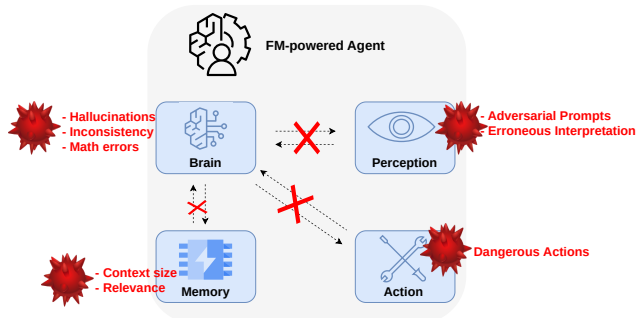 FM-powered Agent
- Hallucinations
- Inconsistency
- Math errors
Brain
- Adversarial Prompts
Erroneous Interpretation
Perception
- Context size
- Relevance
Memory
Dangerous Actions
Action